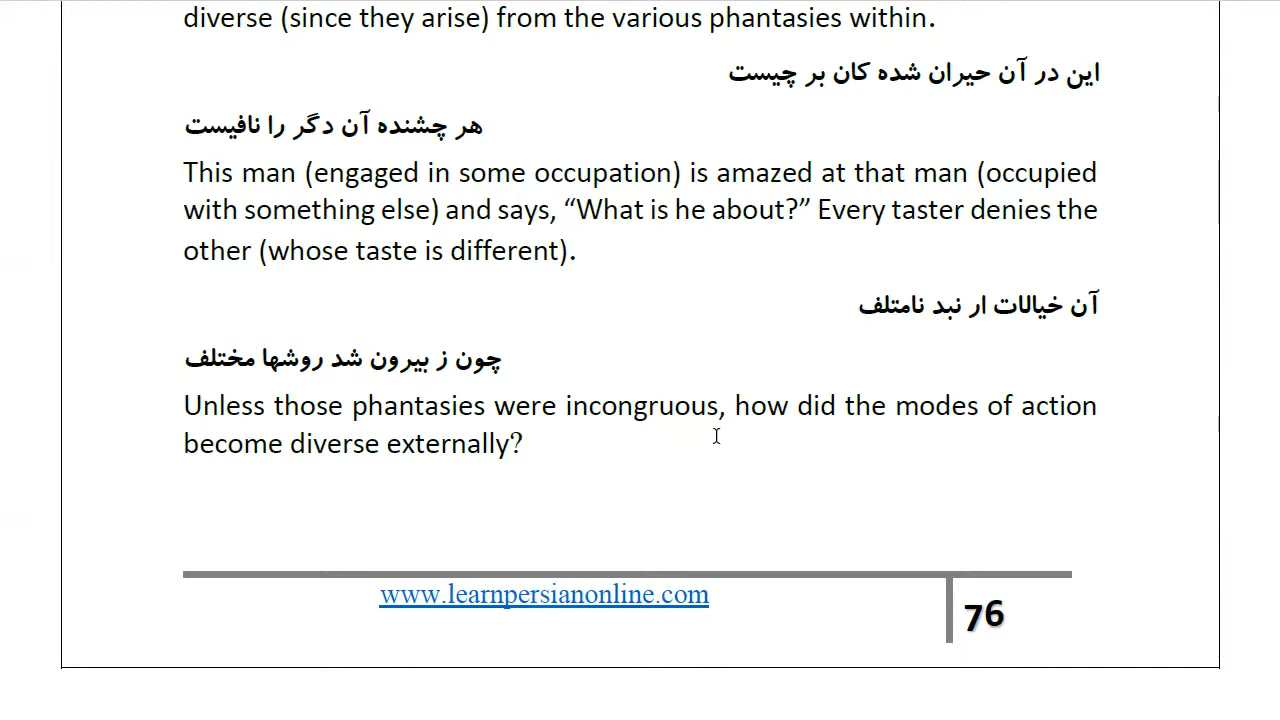 diverse (since they arise) from the various phantasies within.
این در آن حیران شده کان بر چیست
هر چشنده آن دگر را نافیست
This man (engaged in some occupation) is amazed at that man (occupied
with something else) and says, “What is he about?” Every taster denies the
other (whose taste is different).
آن خیالات ار نبد نامتلف
چون ز بیرون شد روشها مختلف
Unless those phantasies were incongruous, how did the modes of action
become diverse externally?
www.learnpersianonline.com
76